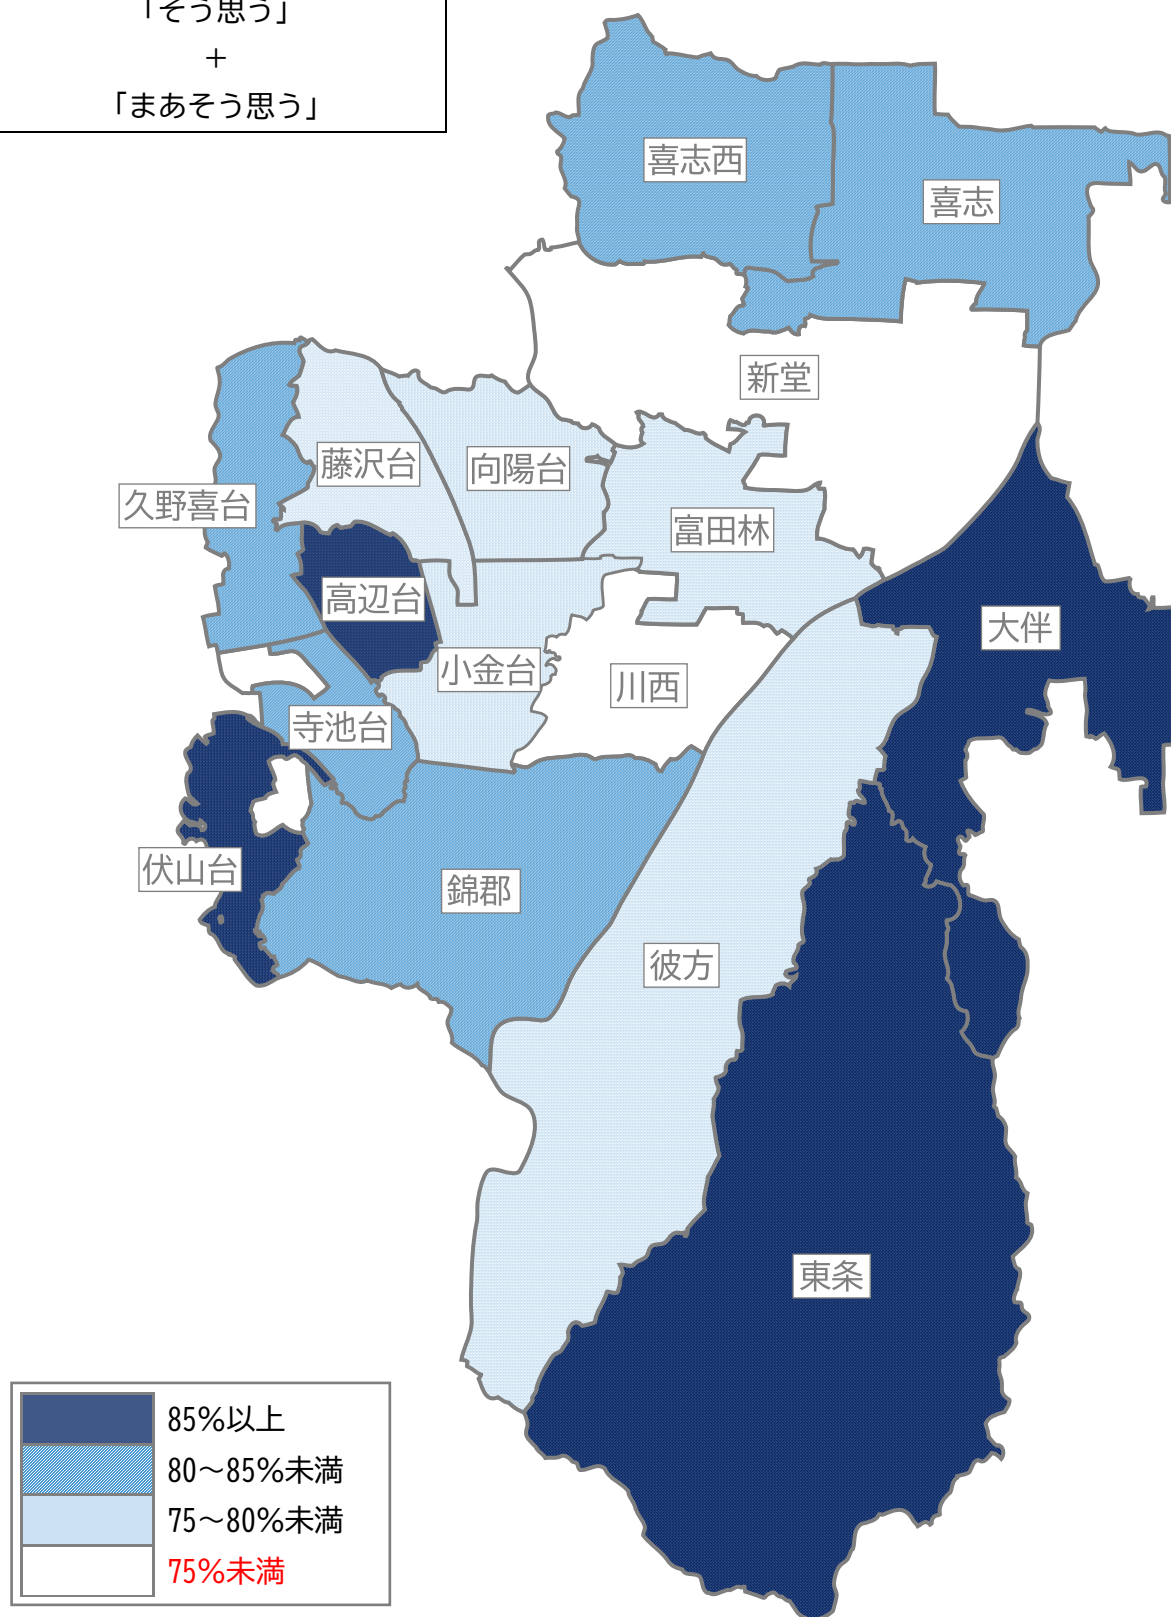 「そう思う」
+
「まあそう思う」
喜志西
喜志
新堂
藤沢台
向陽台
久野喜台
富田林
高辺台
大伴
小金台
川西
寺池台
伏山台
錦郡
彼方
東条
85%以上
80～85%未満
75～80%未満
75%未満